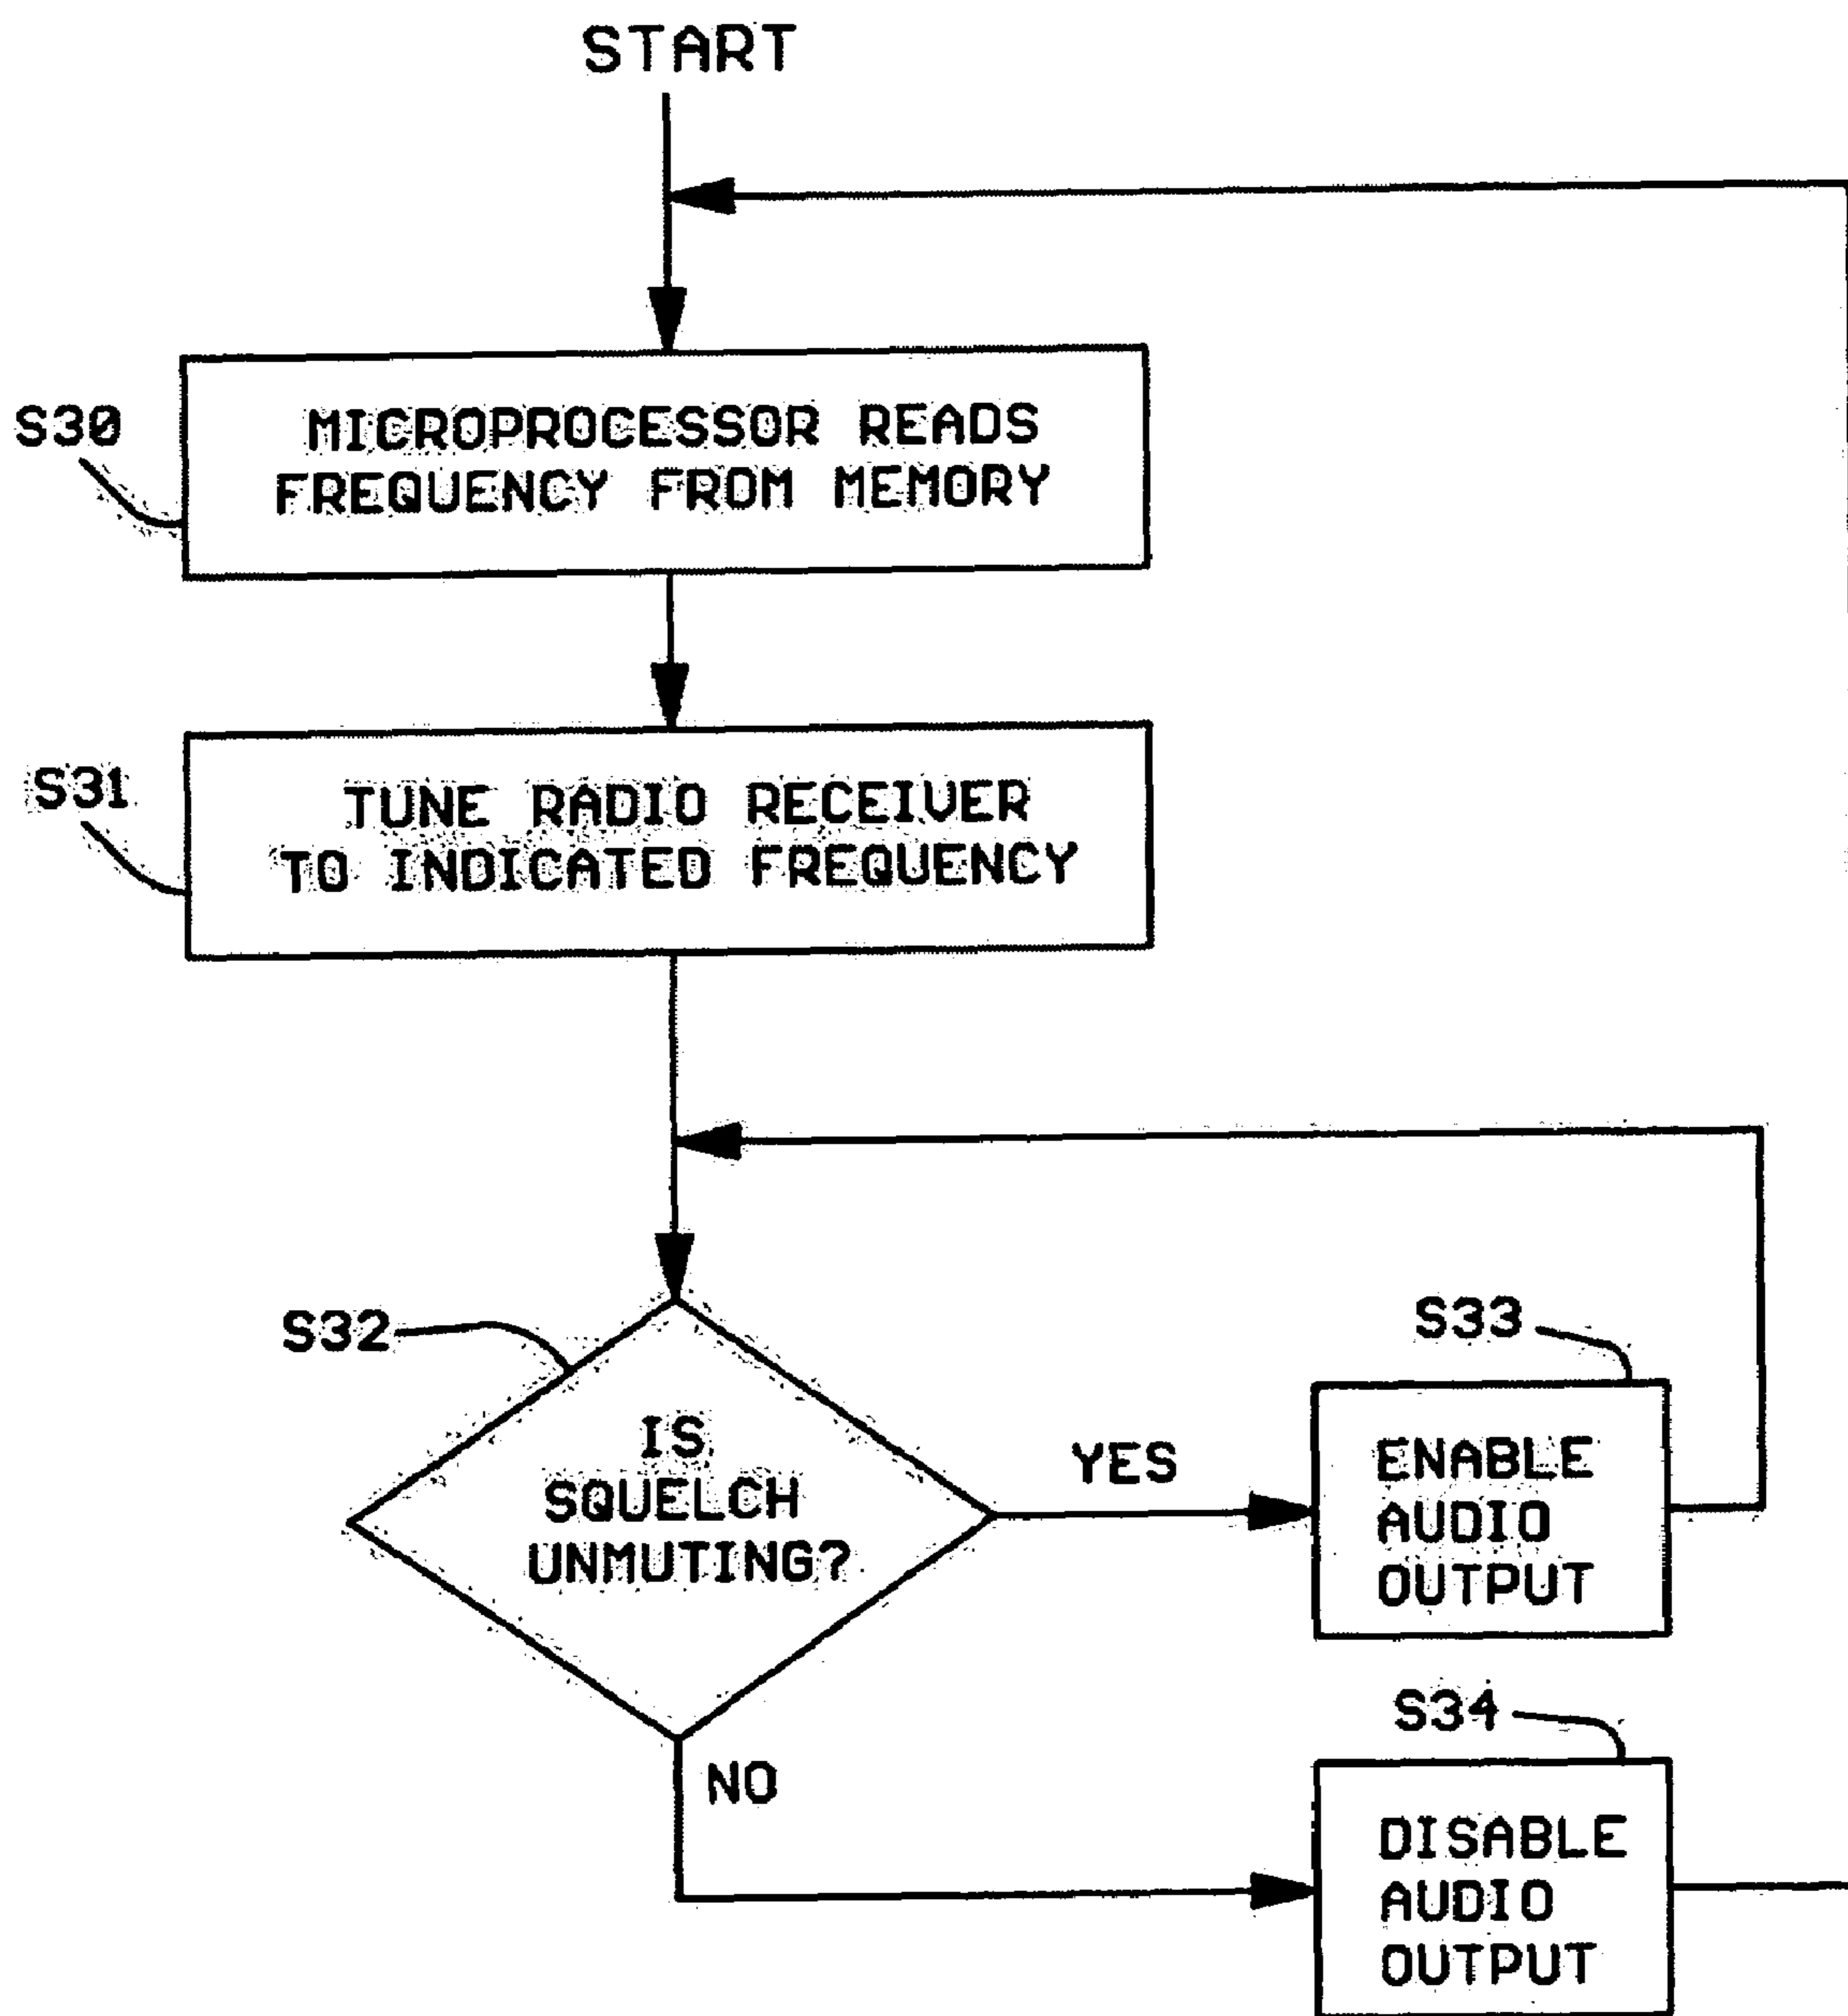 START
S30
MICROPROCESSOR READS
FREQUENCY FROM MEMORY
S31
TUNE RADIO RECEIVER
TO INDICATED FREQUENCY
S32
IS
SQUELCH
UNMUTING?
YES
S33
ENABLE
AUDIO
OUTPUT
NO
S34
DISABLE
AUDIO
OUTPUT